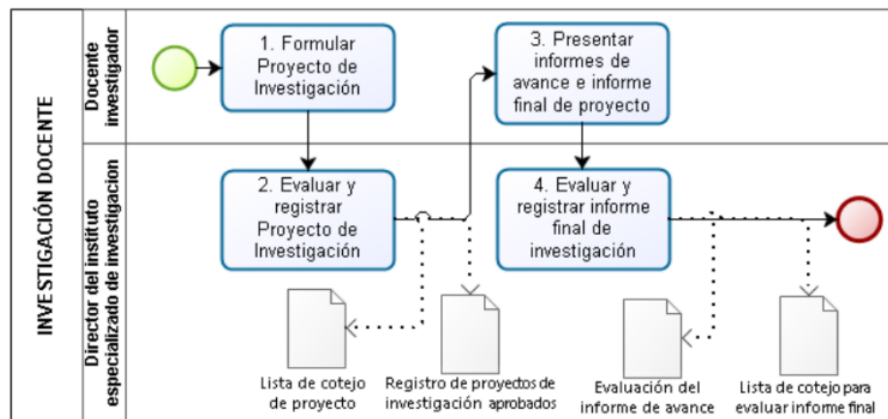 INVESTIGACIÓN DOCENTE
Docente
investigador
1. Formular
Proyecto de
Investigación
3. Presentar
informes de
avance e informe
final de proyecto
Director del instituto
especializado de investigacion
2. Evaluar y
registrar
Proyecto de
Investigación
4. Evaluar y
registrar informe
final de
investigación
Lista de cotejo
de proyecto
Registro de proyectos de
investigación aprobados
Evaluación del
informe de avance
Lista de cotejo para
evaluar informe final